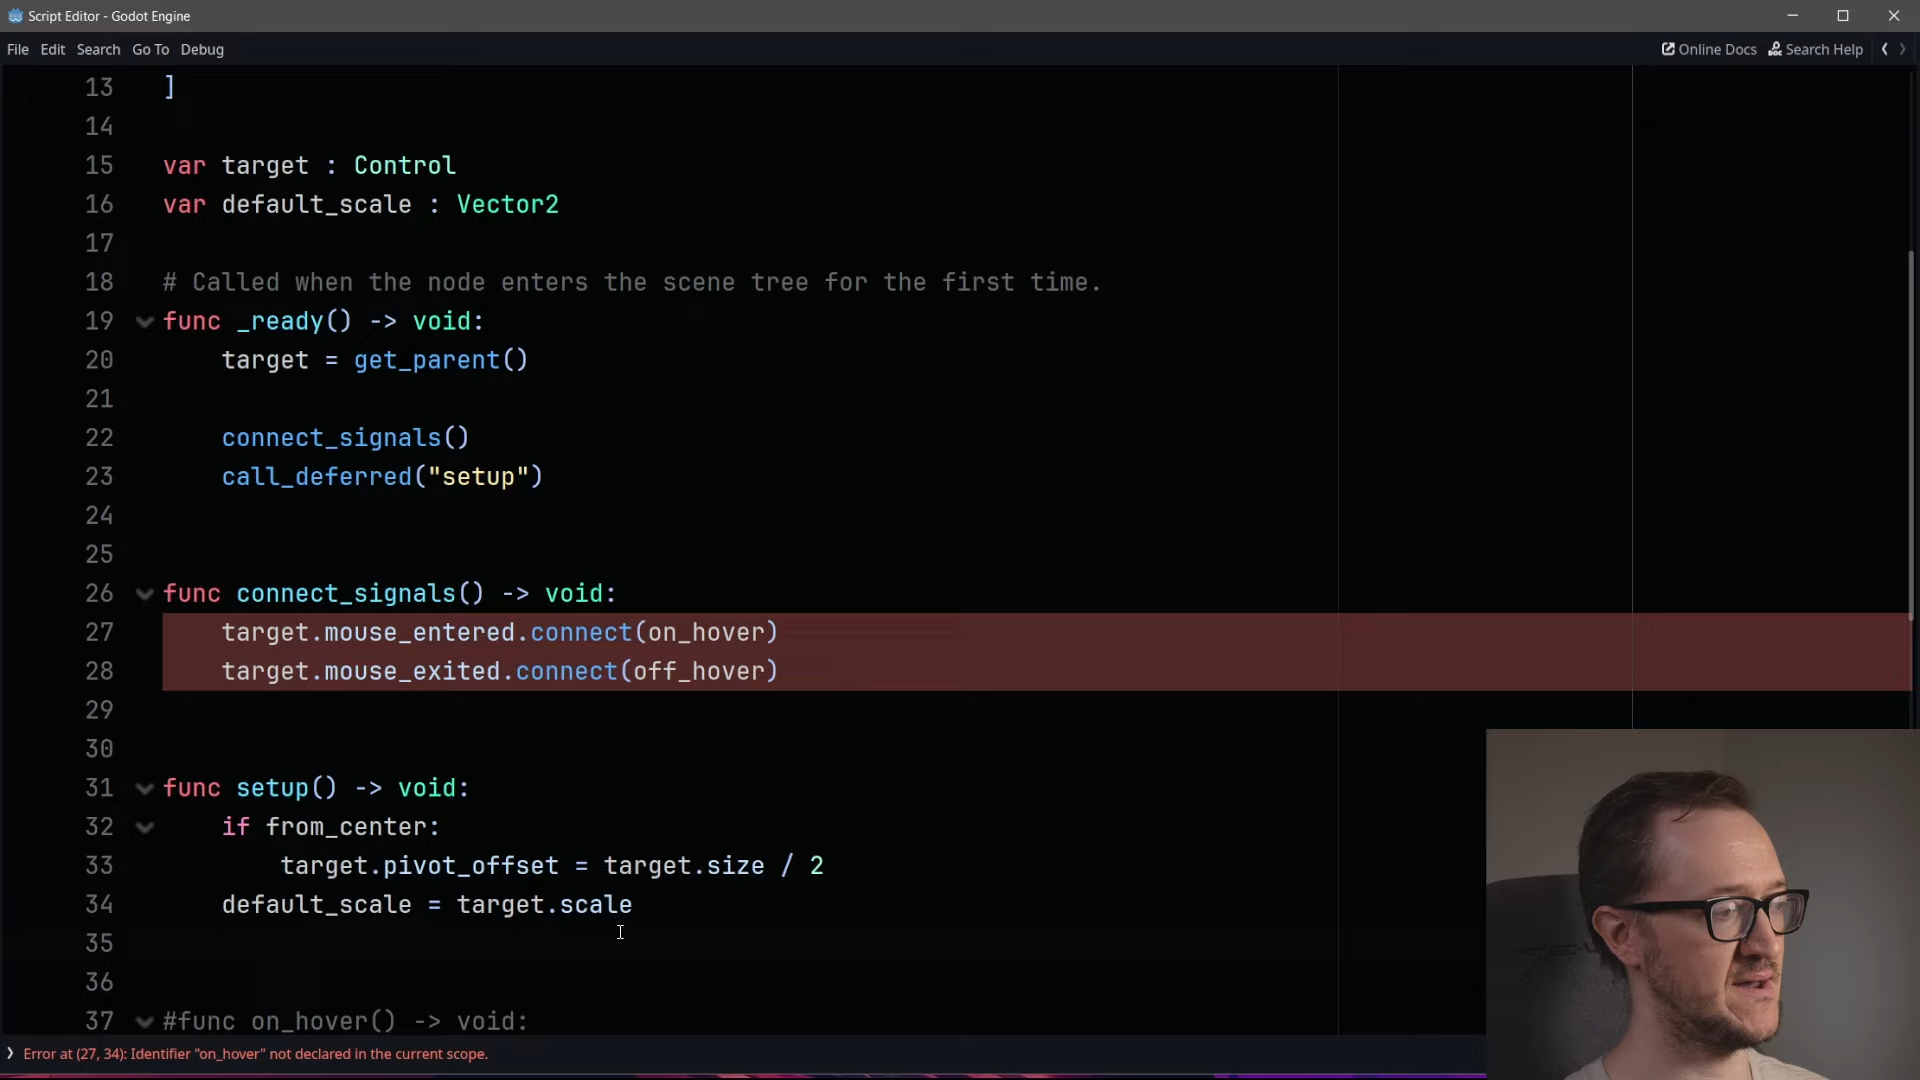 Script Editor - Godot Engine
File Edit Search Go To Debug
Online Docs Search Help
13 ]
14
15 var target : Control
16 var default_scale : Vector2
17
18 # Called when the node enters the scene tree for the first time.
19 func _ready() -> void:
20 target = get_parent()
21
22 connect_signals()
23 call_deferred("setup")
24
25
26 func connect_signals() -> void:
27 target.mouse_entered.connect(on_hover)
28 target.mouse_exited.connect(off_hover)
29
30
31 func setup() -> void:
32 if from_center:
33 target.pivot_offset = target.size / 2
34 default_scale = target.scale
35
36
37 #func on_hover() -> void:
Error at (27, 34): Identifier "on_hover" not declared in the current scope.